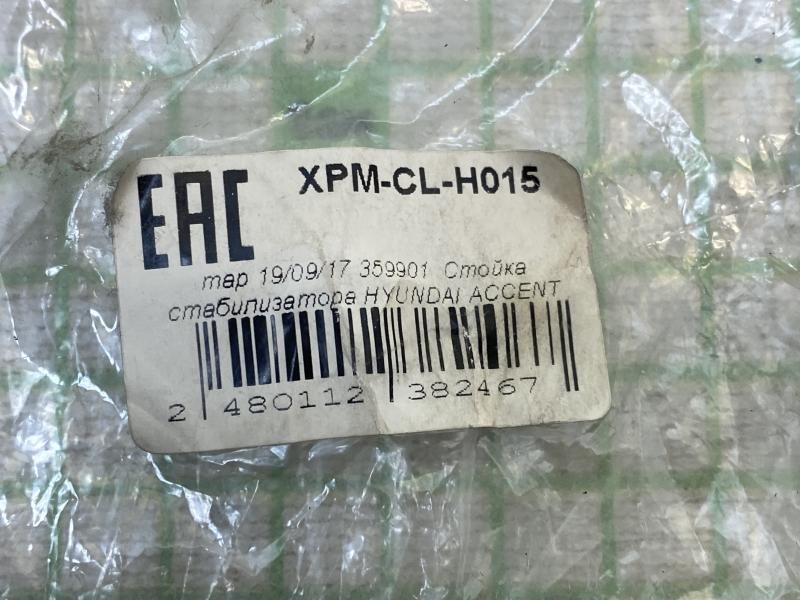 EAC XPM-CL-H015
тар 19/09/17 359901 Стойка
стабилизатора HYUNDAI ACCENT
2 480112 382467